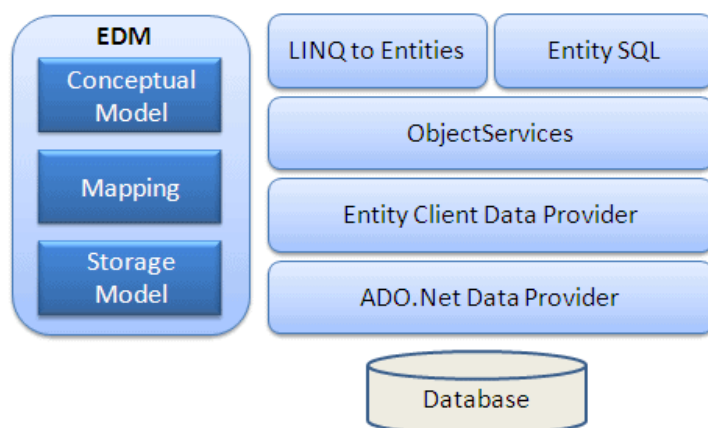 EDM
Conceptual
Model
Mapping
Storage
Model
LINQ to Entities
Entity SQL
ObjectServices
Entity Client Data Provider
ADO.Net Data Provider
Database